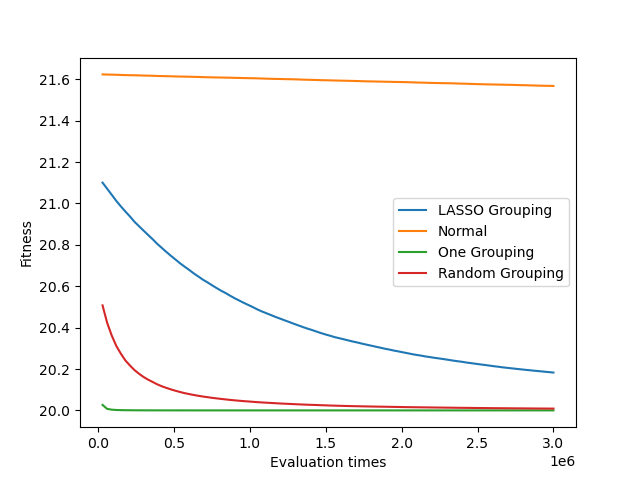 21.6
21.4
21.2
21.0
20.8
20.6
20.4
20.2
20.0
Fitness
LASSO Grouping
Normal
One Grouping
Random Grouping
0.0 0.5 1.0 1.5 2.0 2.5 3.0
Evaluation times
1e6